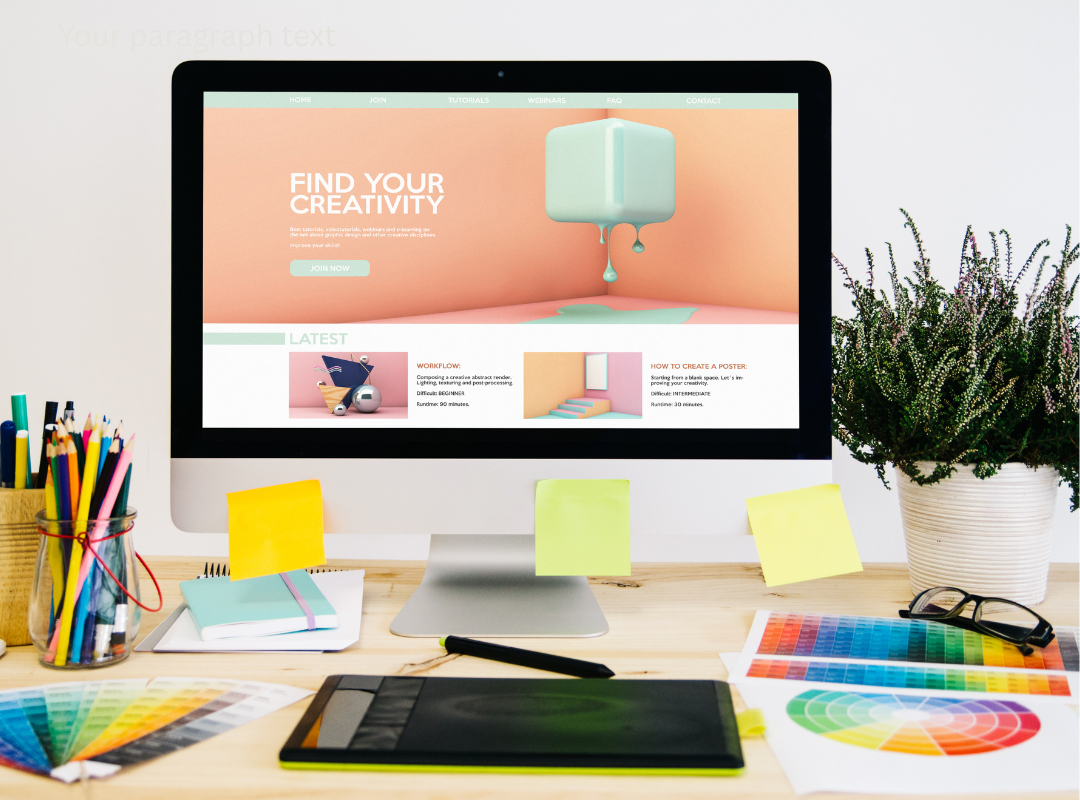 Your paragraph text
HOME JOIN TUTORIALS WEBINARS FAQ CONTACT
FIND YOUR
CREATIVITY
Best tutorials, videotutorials, webinars and e-learning on
the net about graphic design and other creative disciplines.
Improve your skills!!
JOIN NOW
LATEST
WORKFLOW:
Composing a creative abstract render.
Lighting, texturing and post-processing.
Difficult: BEGINNER
Runtime: 90 minutes.
HOW TO CREATE A POSTER:
Starting from a blank space. Let´s im-
proving your creativity.
Difficult: INTERMEDIATE
Runtime: 30 minutes.